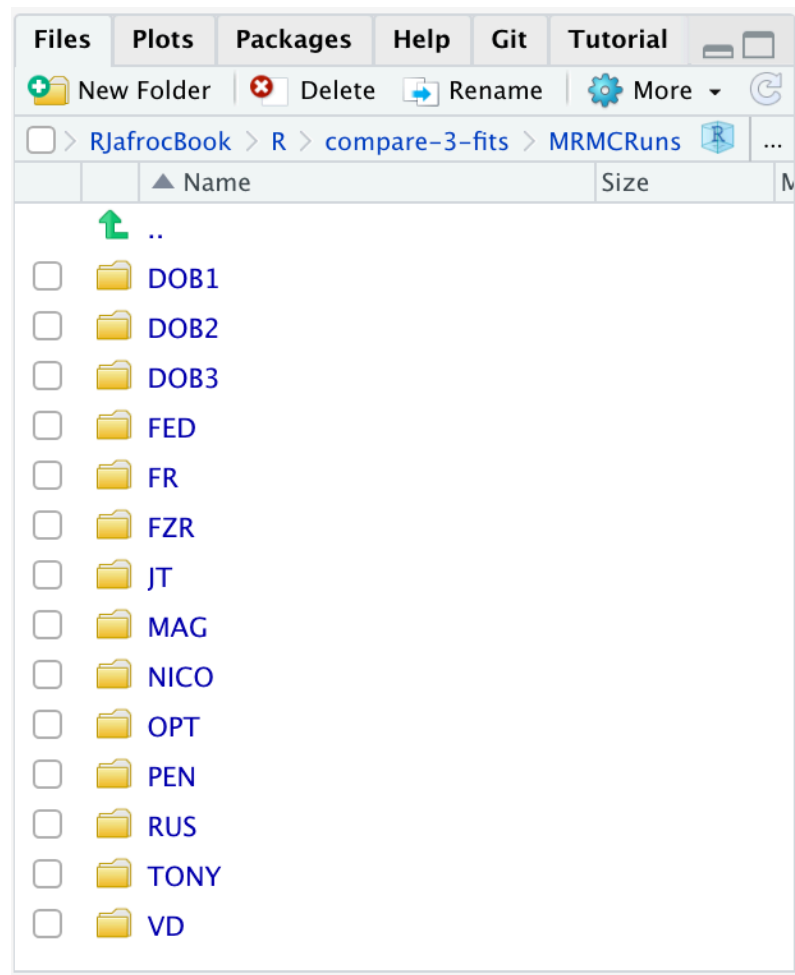 Files Plots Packages Help Git Tutorial
New Folder Delete Rename More
> RJafrocBook > R > compare-3-fits > MRMCRuns R ...
Name Size M
..
DOB1
DOB2
DOB3
FED
FR
FZR
JT
MAG
NICO
OPT
PEN
RUS
TONY
VD